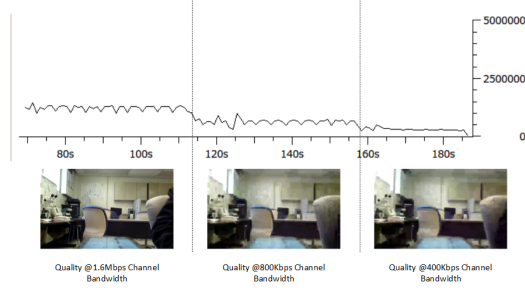 5000000
2500000
0
80s 100s 120s 140s 160s 180s
Quality @1.6Mbps Channel Bandwidth
Quality @800Kbps Channel Bandwidth
Quality @400Kbps Channel Bandwidth